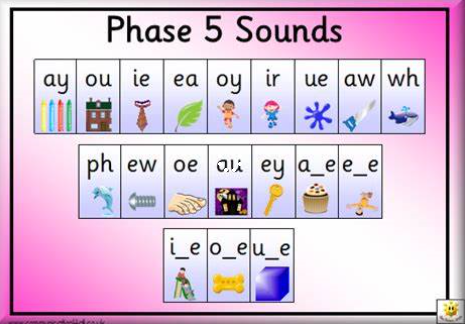 Phase 5 Sounds
ay ou ie ea oy ir ue aw wh
ph ew oe au ey a_e e_e
i_e o_e u_e